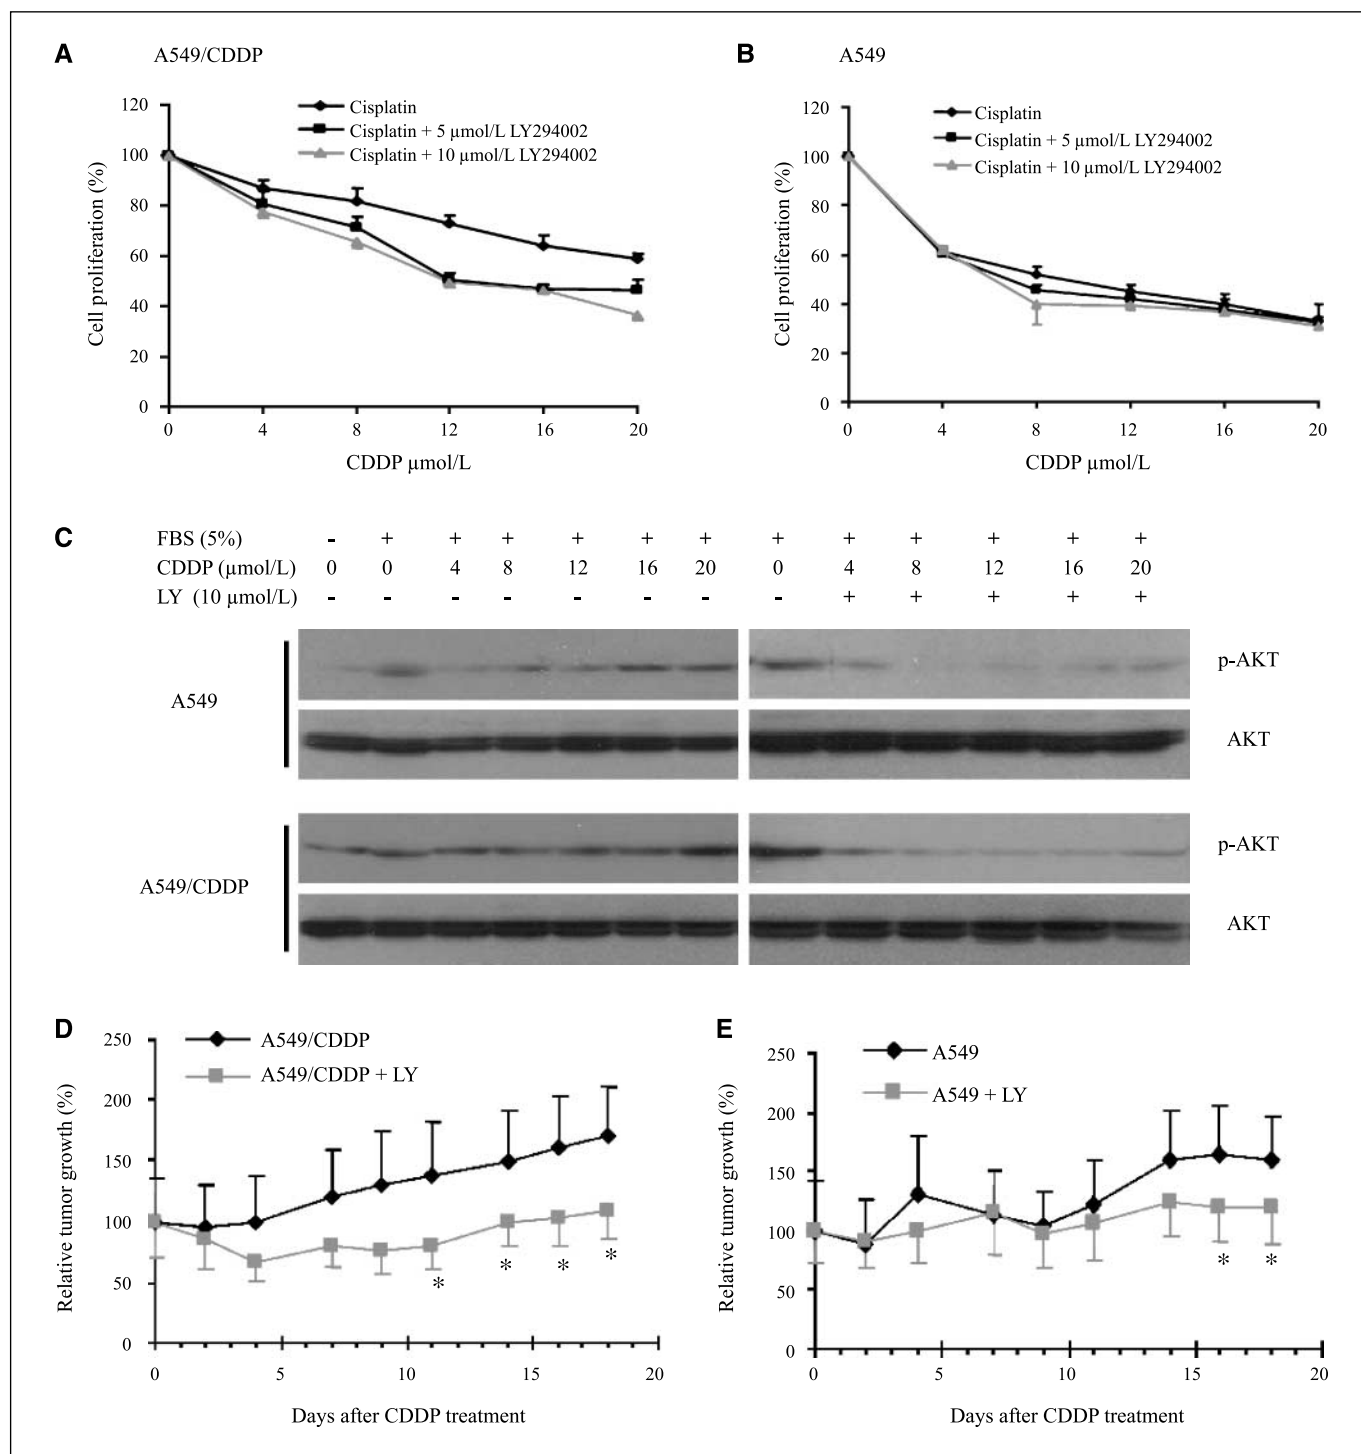 A A549/CDDP
120
100
80
60
40
20
0
Cell proliferation (%)
Cisplatin
Cisplatin + 5 µmol/L LY294002
Cisplatin + 10 µmol/L LY294002
0 4 8 12 16 20
CDDP µmol/L
B A549
120
100
80
60
40
20
0
Cell proliferation (%)
Cisplatin
Cisplatin + 5 µmol/L LY294002
Cisplatin + 10 µmol/L LY294002
0 4 8 12 16 20
CDDP µmol/L
C
FBS (5%) - + + + + + + + + + + + +
CDDP (µmol/L) 0 0 4 8 12 16 20 0 4 8 12 16 20
LY (10 µmol/L) - - - - - - - - + + + + +
A549
p-AKT
AKT
A549/CDDP
p-AKT
AKT
D
250
200
150
100
50
0
Relative tumor growth (%)
A549/CDDP
A549/CDDP + LY
* * * *
0 5 10 15 20
Days after CDDP treatment
E
250
200
150
100
50
0
Relative tumor growth (%)
A549
A549 + LY
* *
0 5 10 15 20
Days after CDDP treatment